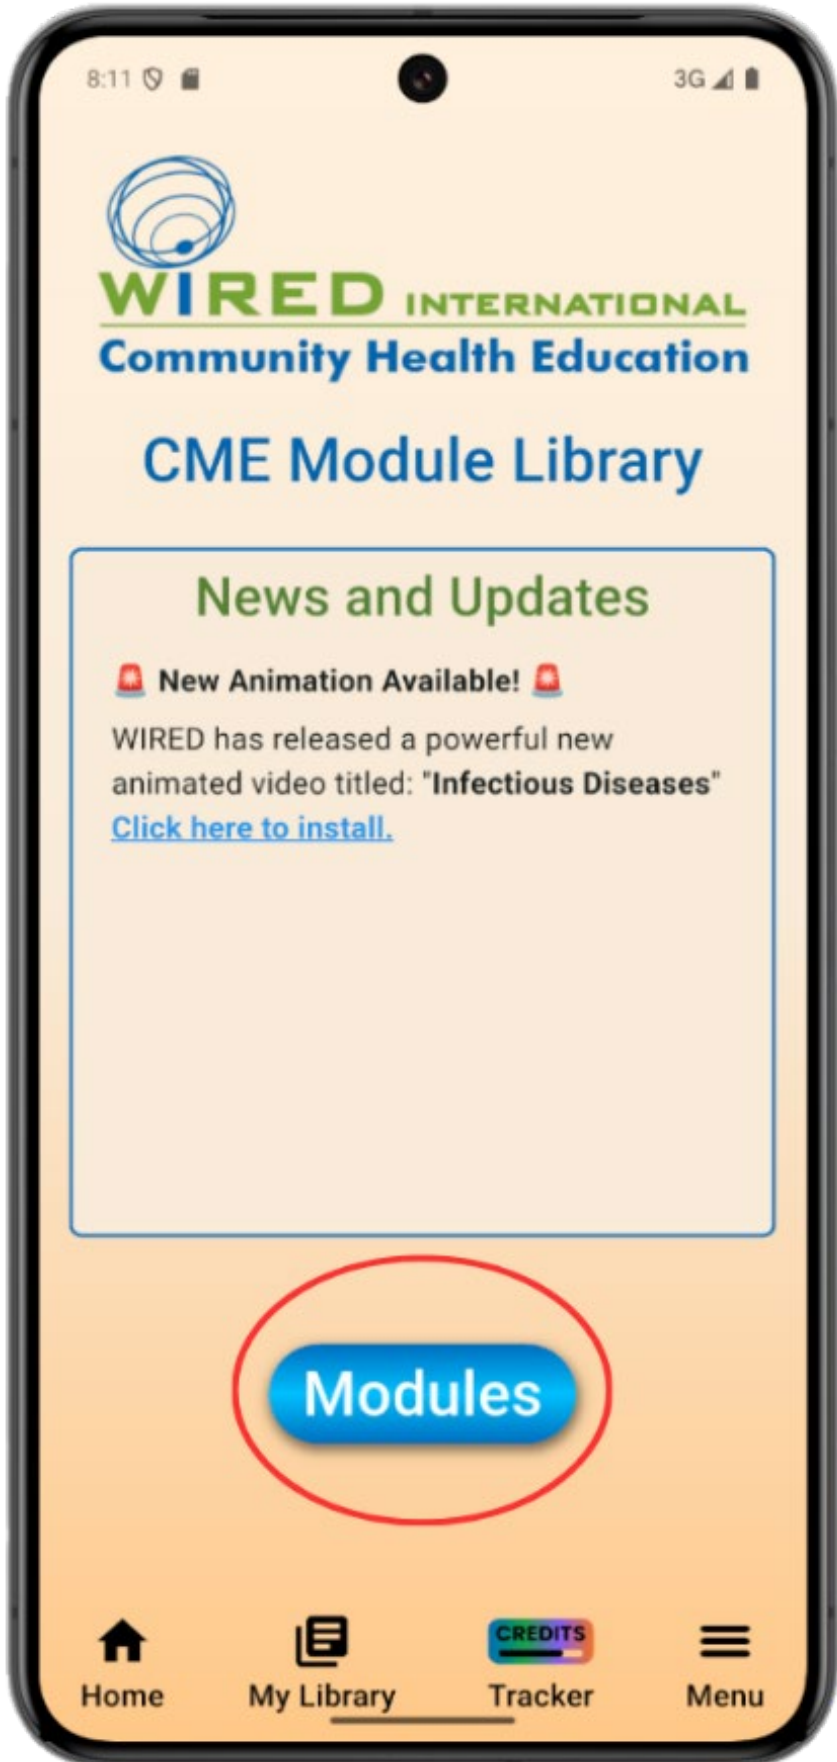 8:11
3G
WIRED INTERNATIONAL
Community Health Education
CME Module Library
News and Updates
🚨 New Animation Available! 🚨
WIRED has released a powerful new
animated video titled: "Infectious Diseases"
Click here to install.
Modules
CREDITS
Home My Library Tracker Menu